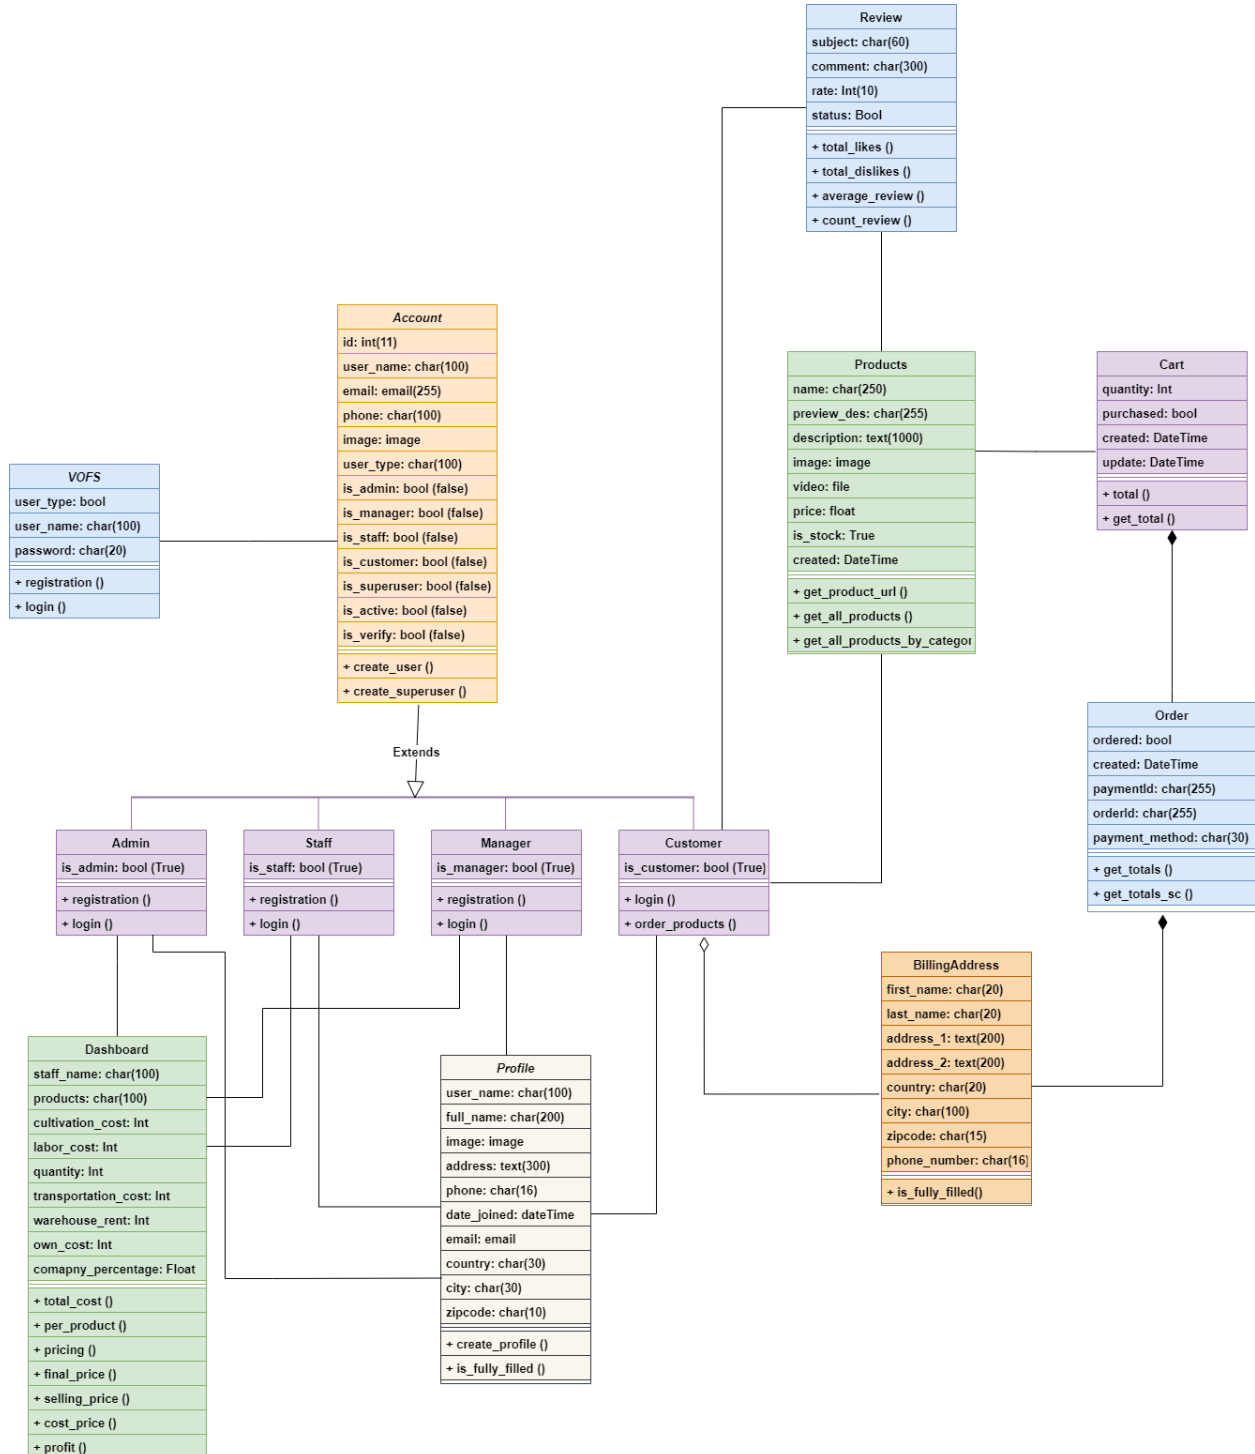 Review
subject: char(60)
comment: char(300)
rate: Int(10)
status: Bool
+ total_likes ()
+ total_dislikes ()
+ average_review ()
+ count_review ()
Account
id: int(11)
user_name: char(100)
email: email(255)
phone: char(100)
image: image
user_type: char(100)
is_admin: bool (false)
is_manager: bool (false)
is_staff: bool (false)
is_customer: bool (false)
is_superuser: bool (false)
is_active: bool (false)
is_verify: bool (false)
+ create_user ()
+ create_superuser ()
Products
name: char(250)
preview_des: char(255)
description: text(1000)
image: image
video: file
price: float
is_stock: True
created: DateTime
+ get_product_url ()
+ get_all_products ()
+ get_all_products_by_categor
Cart
quantity: Int
purchased: bool
created: DateTime
update: DateTime
+ total ()
+ get_total ()
VOFS
user_type: bool
user_name: char(100)
password: char(20)
+ registration ()
+ login ()
Extends
Order
ordered: bool
created: DateTime
paymentId: char(255)
orderId: char(255)
payment_method: char(30)
+ get_totals ()
+ get_totals_sc ()
Admin
is_admin: bool (True)
+ registration ()
+ login ()
Staff
is_staff: bool (True)
+ registration ()
+ login ()
Manager
is_manager: bool (True)
+ registration ()
+ login ()
Customer
is_customer: bool (True)
+ login ()
+ order_products ()
BillingAddress
first_name: char(20)
last_name: char(20)
address_1: text(200)
address_2: text(200)
country: char(20)
city: char(100)
zipcode: char(15)
phone_number: char(16)
+ is_fully_filled()
Dashboard
staff_name: char(100)
products: char(100)
cultivation_cost: Int
labor_cost: Int
quantity: Int
transportation_cost: Int
warehouse_rent: Int
own_cost: Int
comapny_percentage: Float
+ total_cost ()
+ per_product ()
+ pricing ()
+ final_price ()
+ selling_price ()
+ cost_price ()
+ profit ()
Profile
user_name: char(100)
full_name: char(200)
image: image
address: text(300)
phone: char(16)
date_joined: dateTime
email: email
country: char(30)
city: char(30)
zipcode: char(10)
+ create_profile ()
+ is_fully_filled ()